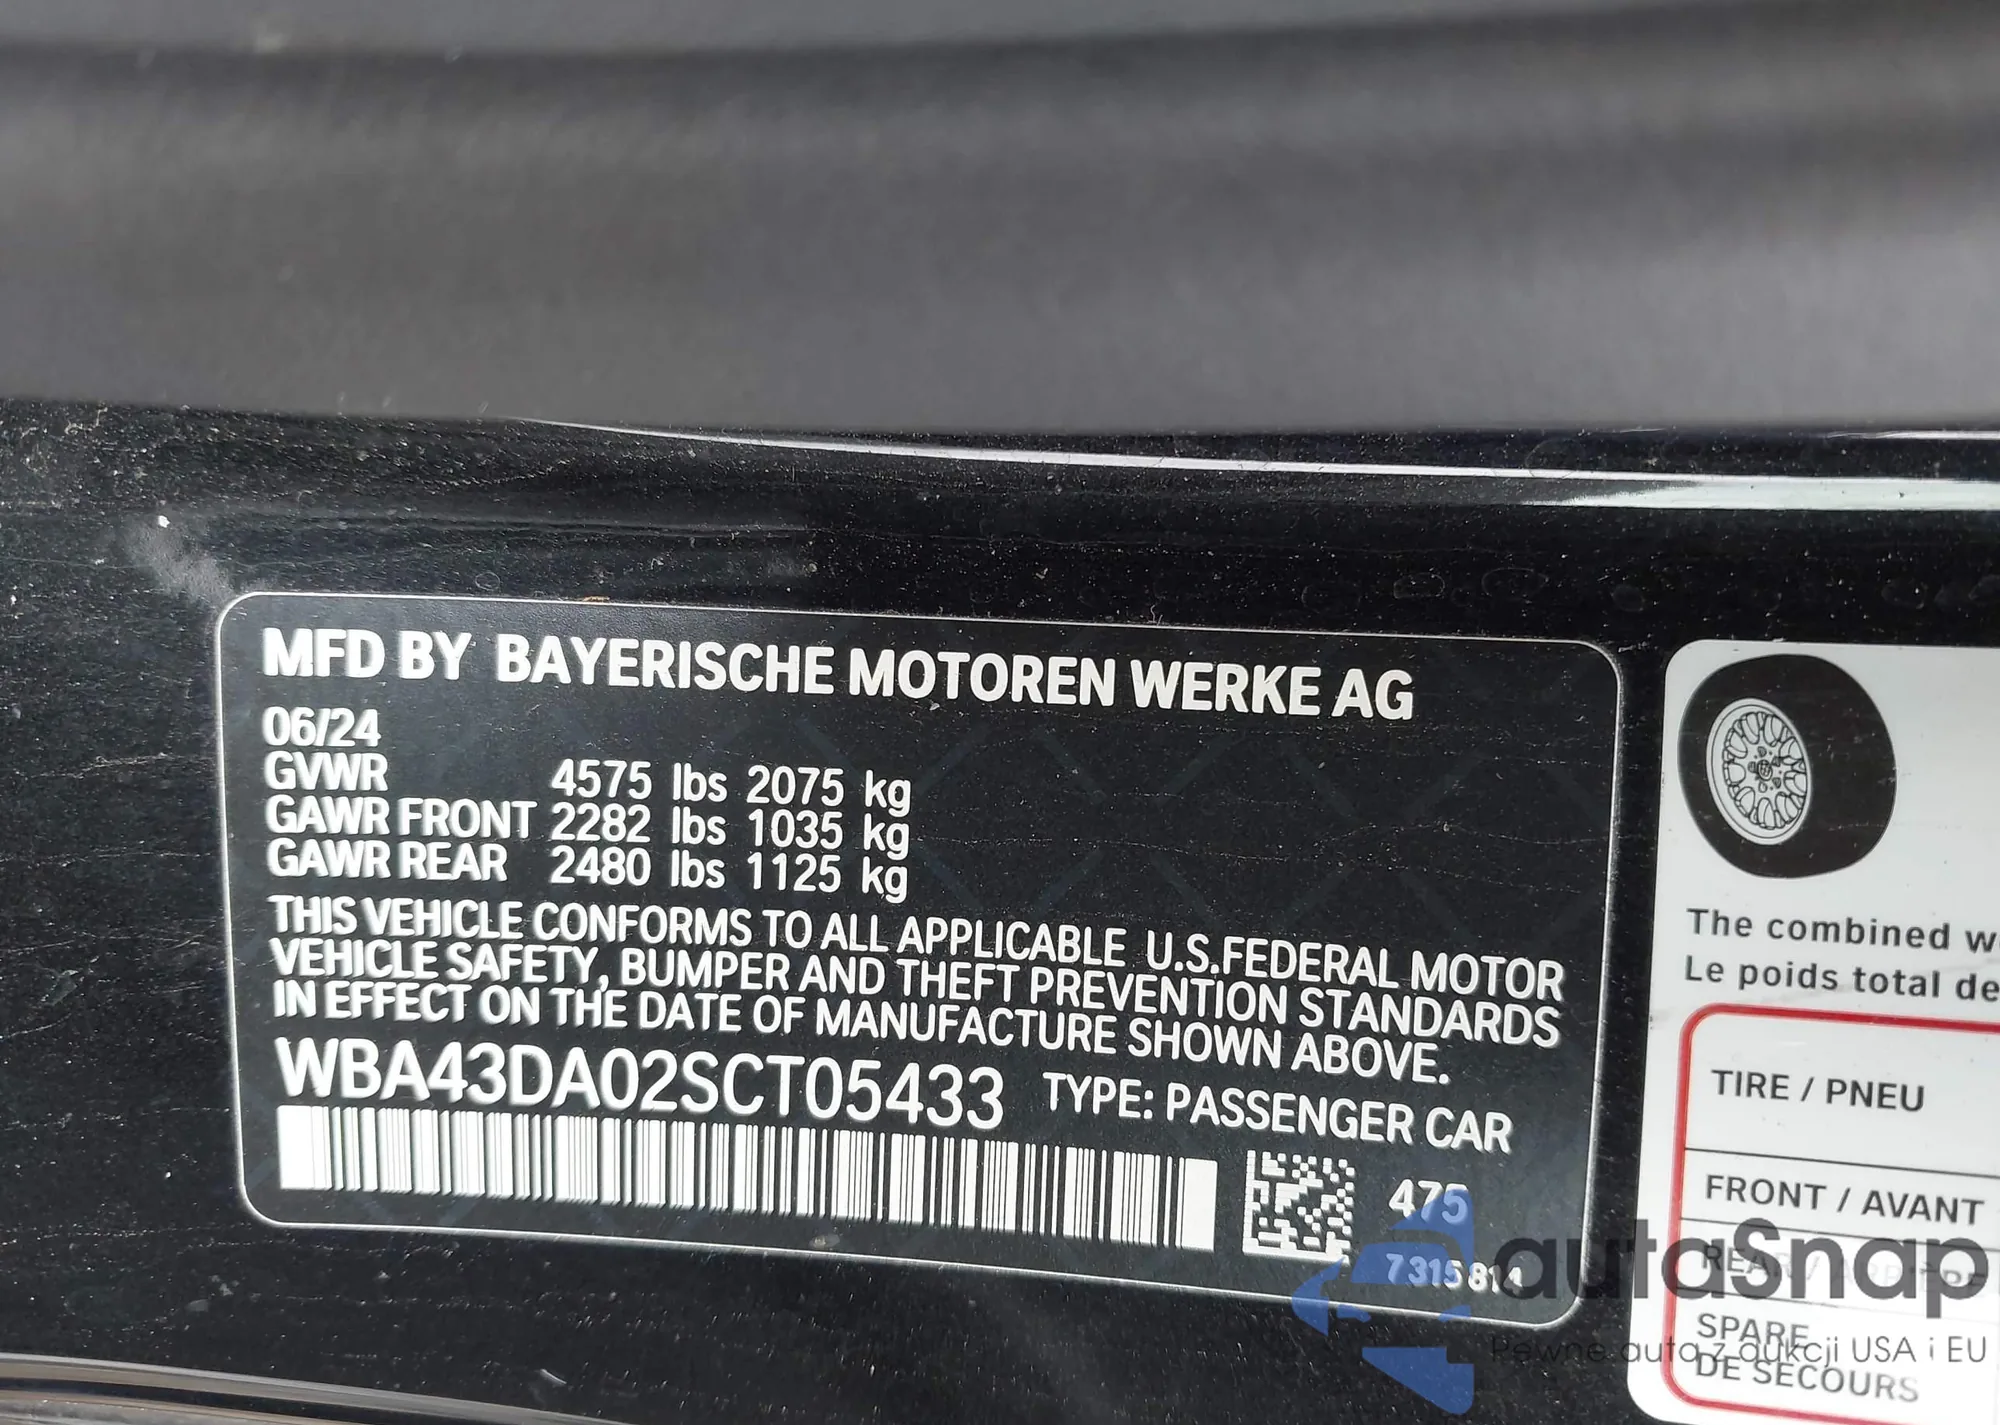 MFD BY BAYERISCHE MOTOREN WERKE AG
06/24
GVWR 4575 lbs 2075 kg
GAWR FRONT 2282 lbs 1035 kg
GAWR REAR 2480 lbs 1125 kg
THIS VEHICLE CONFORMS TO ALL APPLICABLE U.S.FEDERAL MOTOR
VEHICLE SAFETY, BUMPER AND THEFT PREVENTION STANDARDS
IN EFFECT ON THE DATE OF MANUFACTURE SHOWN ABOVE.
WBA43DA02SCT05433 TYPE: PASSENGER CAR
475
7315814
The combined w
Le poids total de
TIRE / PNEU
FRONT / AVANT
SPARE
DE SECOURS
autaSnap
Pewne auta z aukcji USA i EU